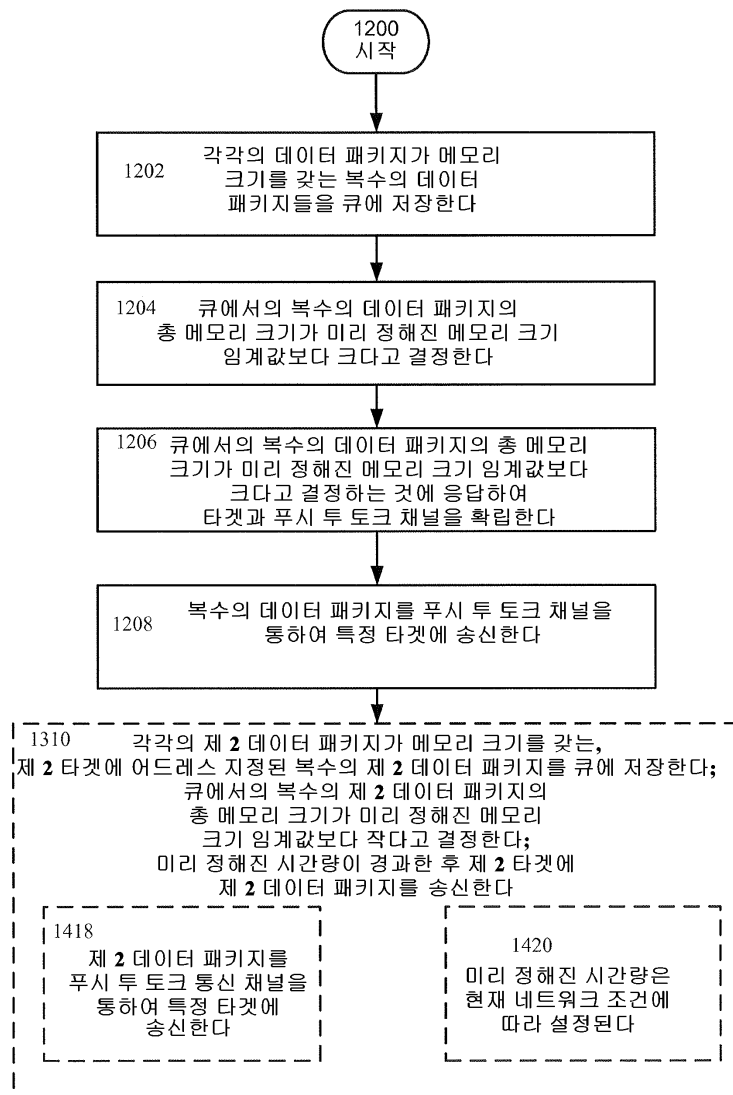 1200
시작
1202 각각의 데이터 패키지가 메모리
크기를 갖는 복수의 데이터
패키지들을 큐에 저장한다
1204 큐에서의 복수의 데이터 패키지의
총 메모리 크기가 미리 정해진 메모리 크기
임계값보다 크다고 결정한다
1206 큐에서의 복수의 데이터 패키지의 총 메모리
크기가 미리 정해진 메모리 크기 임계값보다
크다고 결정하는 것에 응답하여
타겟과 푸시 투 토크 채널을 확립한다
1208 복수의 데이터 패키지를 푸시 투 토크 채널을
통하여 특정 타겟에 송신한다
1310 각각의 제 2 데이터 패키지가 메모리 크기를 갖는,
제 2 타겟에 어드레스 지정된 복수의 제 2 데이터 패키지를 큐에 저장한다;
큐에서의 복수의 제 2 데이터 패키지의
총 메모리 크기가 미리 정해진 메모리
크기 임계값보다 작다고 결정한다;
미리 정해진 시간량이 경과한 후 제 2 타겟에
제 2 데이터 패키지를 송신한다
1418
제 2 데이터 패키지를
푸시 투 토크 통신 채널을
통하여 특정 타겟에
송신한다
1420
미리 정해진 시간량은
현재 네트워크 조건에
따라 설정된다